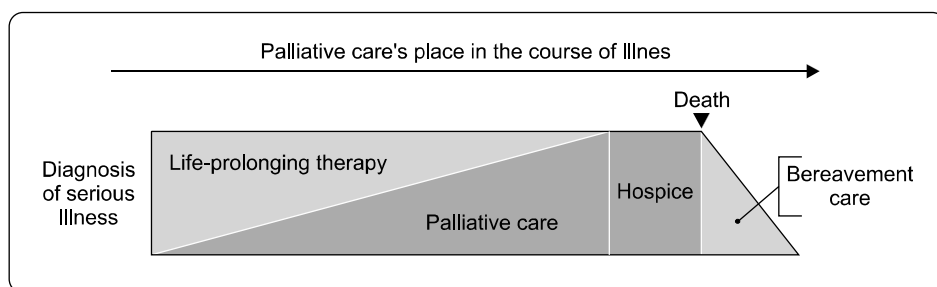 Palliative care's place in the course of Illnes
Death
Diagnosis
of serious
Illness
Life-prolonging therapy
Palliative care
Hospice
Bereavement
care